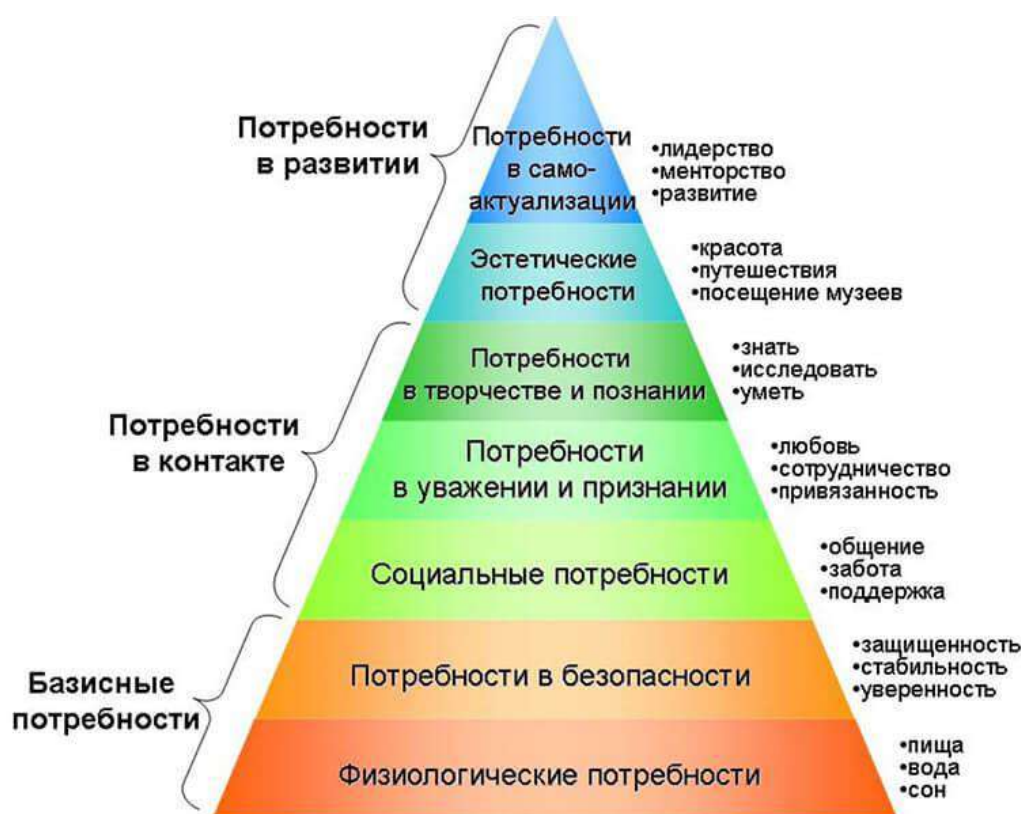 Потребности
в развитии
Потребности
в само-
актуализации
•лидерство
•менторство
•развитие
Эстетические
потребности
•красота
•путешествия
•посещение музеев
Потребности
в контакте
Потребности
в творчестве и познании
•знать
•исследовать
•уметь
Потребности
в уважении и признании
•любовь
•сотрудничество
•привязанность
Социальные потребности
•общение
•забота
•поддержка
Базисные
потребности
Потребности в безопасности
•защищенность
•стабильность
•уверенность
Физиологические потребности
•пища
•вода
•сон